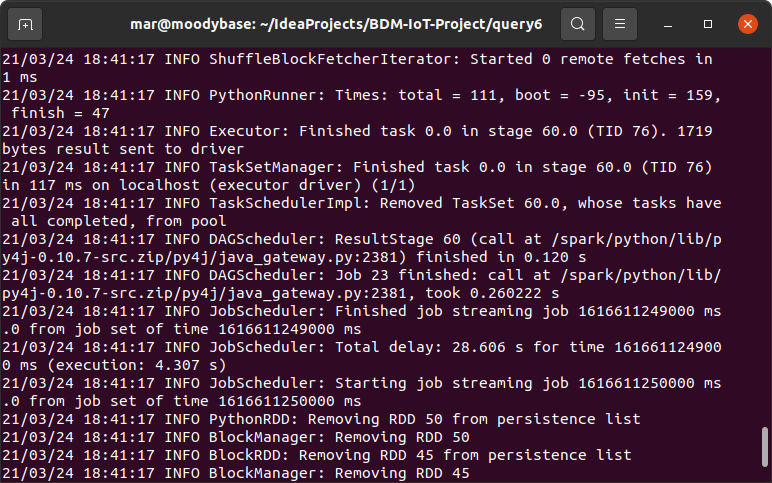 mar@moodybase: ~/IdeaProjects/BDM-IoT-Project/query6
21/03/24 18:41:17 INFO ShuffleBlockFetcherIterator: Started 0 remote fetches in
1 ms
21/03/24 18:41:17 INFO PythonRunner: Times: total = 111, boot = -95, init = 159,
 finish = 47
21/03/24 18:41:17 INFO Executor: Finished task 0.0 in stage 60.0 (TID 76). 1719
bytes result sent to driver
21/03/24 18:41:17 INFO TaskSetManager: Finished task 0.0 in stage 60.0 (TID 76)
in 117 ms on localhost (executor driver) (1/1)
21/03/24 18:41:17 INFO TaskSchedulerImpl: Removed TaskSet 60.0, whose tasks have
 all completed, from pool
21/03/24 18:41:17 INFO DAGScheduler: ResultStage 60 (call at /spark/python/lib/p
y4j-0.10.7-src.zip/py4j/java_gateway.py:2381) finished in 0.120 s
21/03/24 18:41:17 INFO DAGScheduler: Job 23 finished: call at /spark/python/lib/
py4j-0.10.7-src.zip/py4j/java_gateway.py:2381, took 0.260222 s
21/03/24 18:41:17 INFO JobScheduler: Finished job streaming job 1616611249000 ms
.0 from job set of time 1616611249000 ms
21/03/24 18:41:17 INFO JobScheduler: Total delay: 28.606 s for time 161661124900
0 ms (execution: 4.307 s)
21/03/24 18:41:17 INFO JobScheduler: Starting job streaming job 1616611250000 ms
.0 from job set of time 1616611250000 ms
21/03/24 18:41:17 INFO PythonRDD: Removing RDD 50 from persistence list
21/03/24 18:41:17 INFO BlockManager: Removing RDD 50
21/03/24 18:41:17 INFO BlockRDD: Removing RDD 45 from persistence list
21/03/24 18:41:17 INFO BlockManager: Removing RDD 45